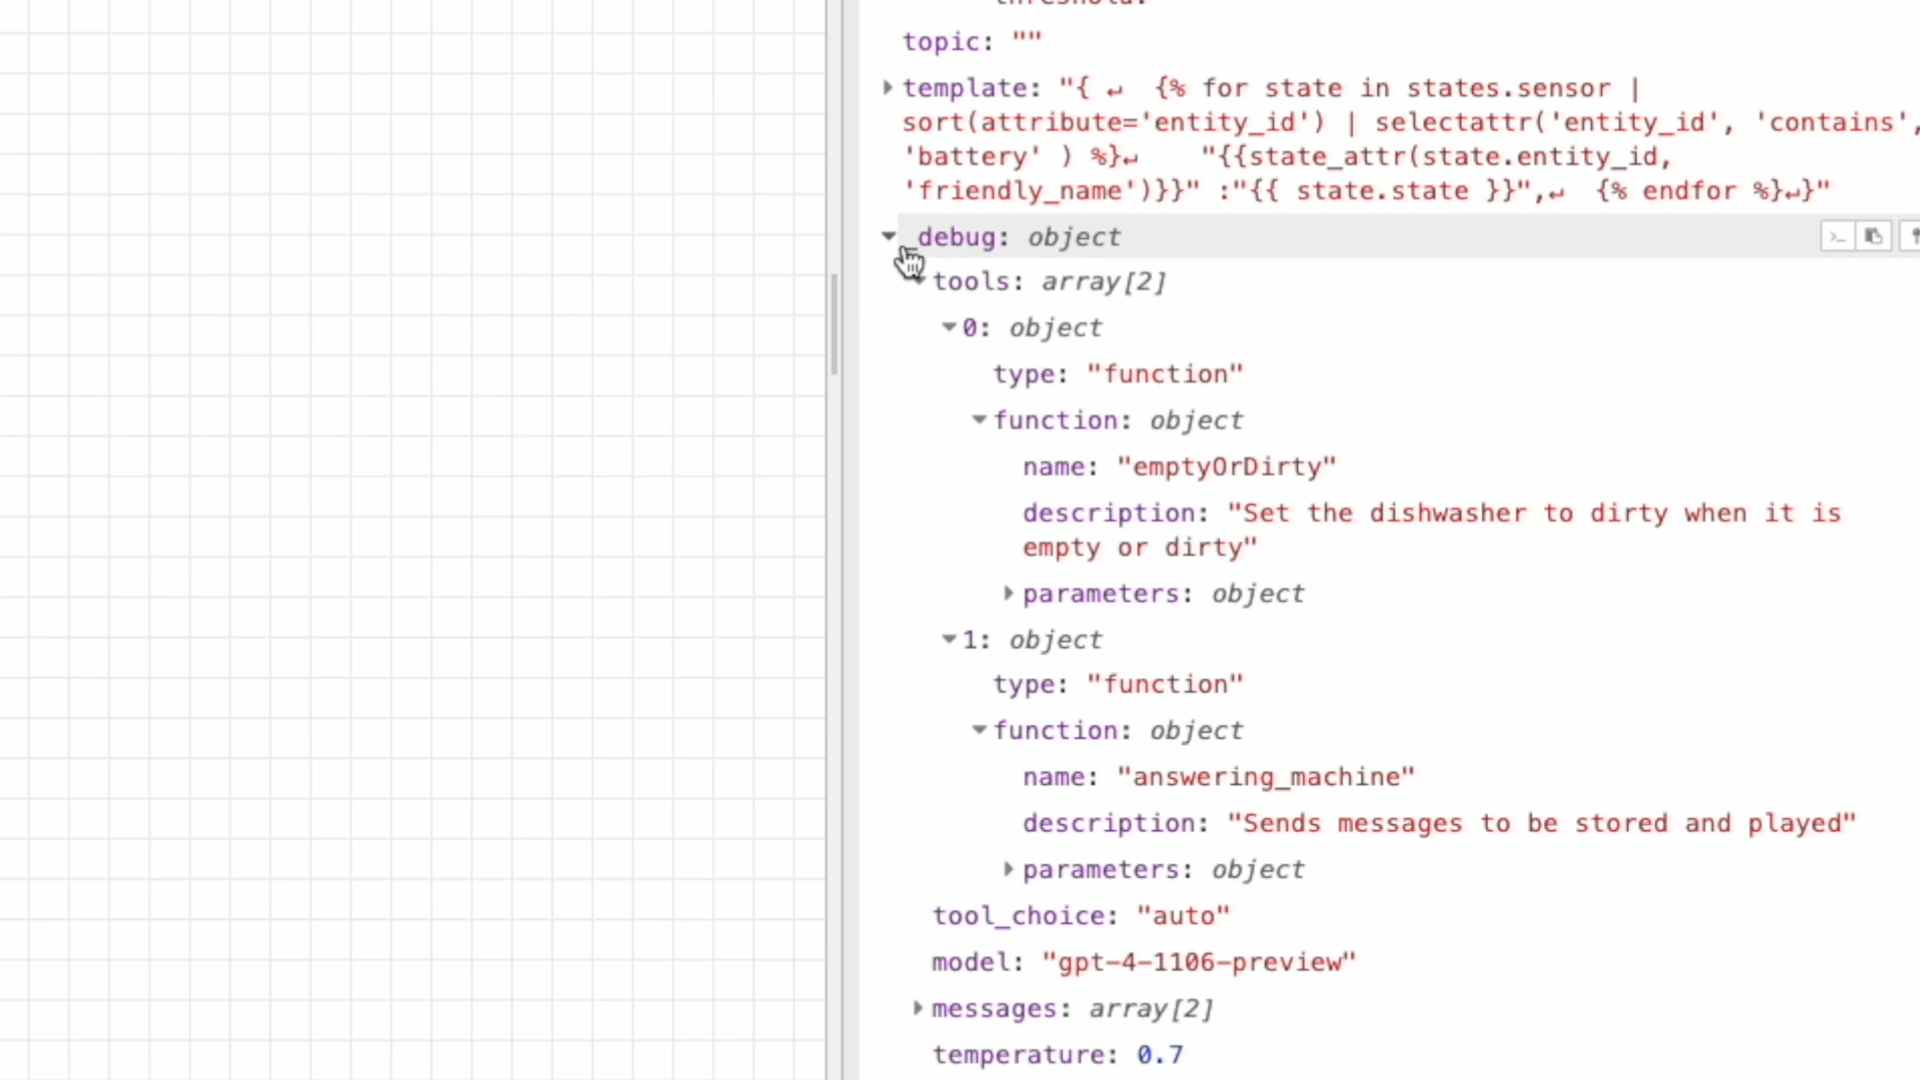 threshold:
topic: ""
template: "{ ↵  {% for state in states.sensor |
sort(attribute='entity_id') | selectattr('entity_id', 'contains',
'battery' ) %}↵    "{{state_attr(state.entity_id,
'friendly_name')}}" :"{{ state.state }}",↵  {% endfor %}↵}"
debug: object
tools: array[2]
0: object
type: "function"
function: object
name: "emptyOrDirty"
description: "Set the dishwasher to dirty when it is
empty or dirty"
parameters: object
1: object
type: "function"
function: object
name: "answering_machine"
description: "Sends messages to be stored and played"
parameters: object
tool_choice: "auto"
model: "gpt-4-1106-preview"
messages: array[2]
temperature: 0.7